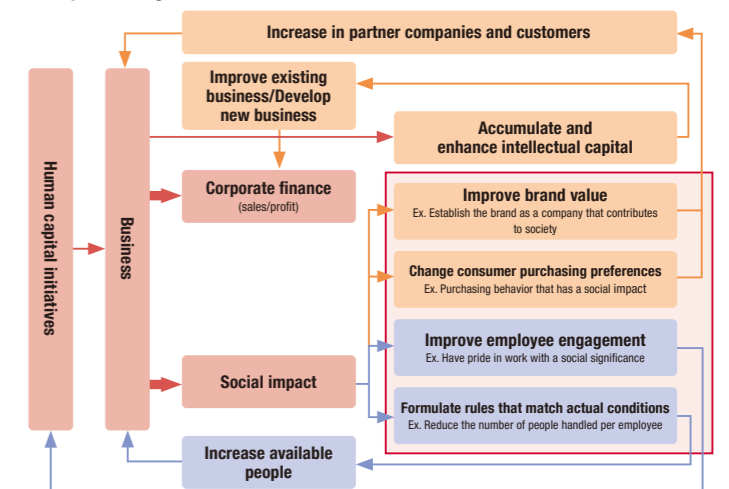 Increase in partner companies and customers
Improve existing
business/Develop
new business
Accumulate and
enhance intellectual capital
Human capital initiatives
Business
Corporate finance
(sales/profit)
Improve brand value
Ex. Establish the brand as a company that contributes
to society
Change consumer purchasing preferences
Ex. Purchasing behavior that has a social impact
Improve employee engagement
Ex. Have pride in work with a social significance
Social impact
Formulate rules that match actual conditions
Ex. Reduce the number of people handled per employee
Increase available
people